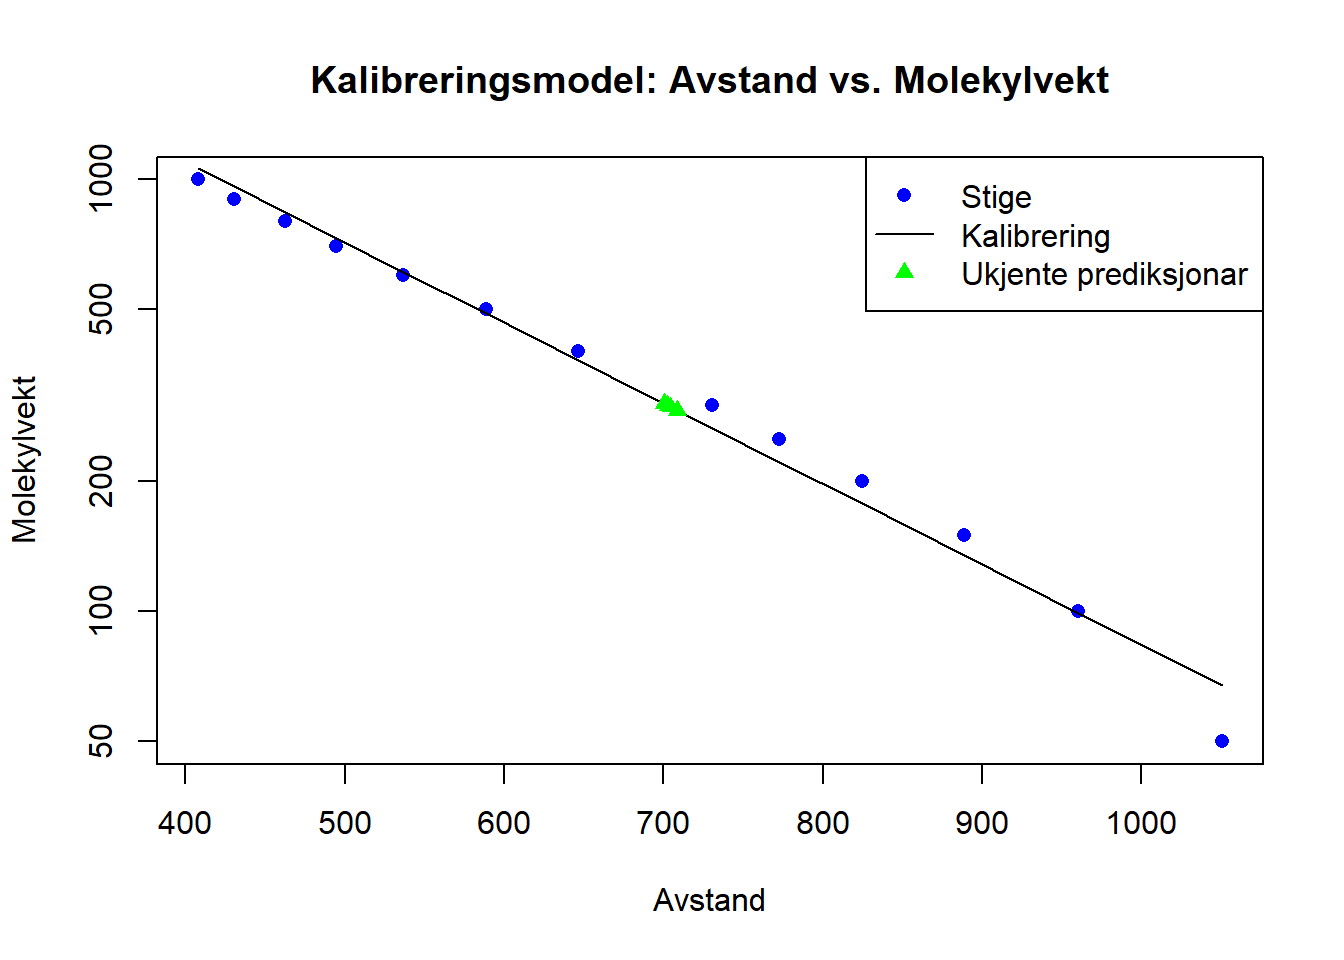 Kalibreringsmodel: Avstand vs. Molekylvekt
Stige
Kalibrering
Ukjente prediksjonar
Molekylvekt
1000
500
200
100
50
400 500 600 700 800 900 1000
Avstand